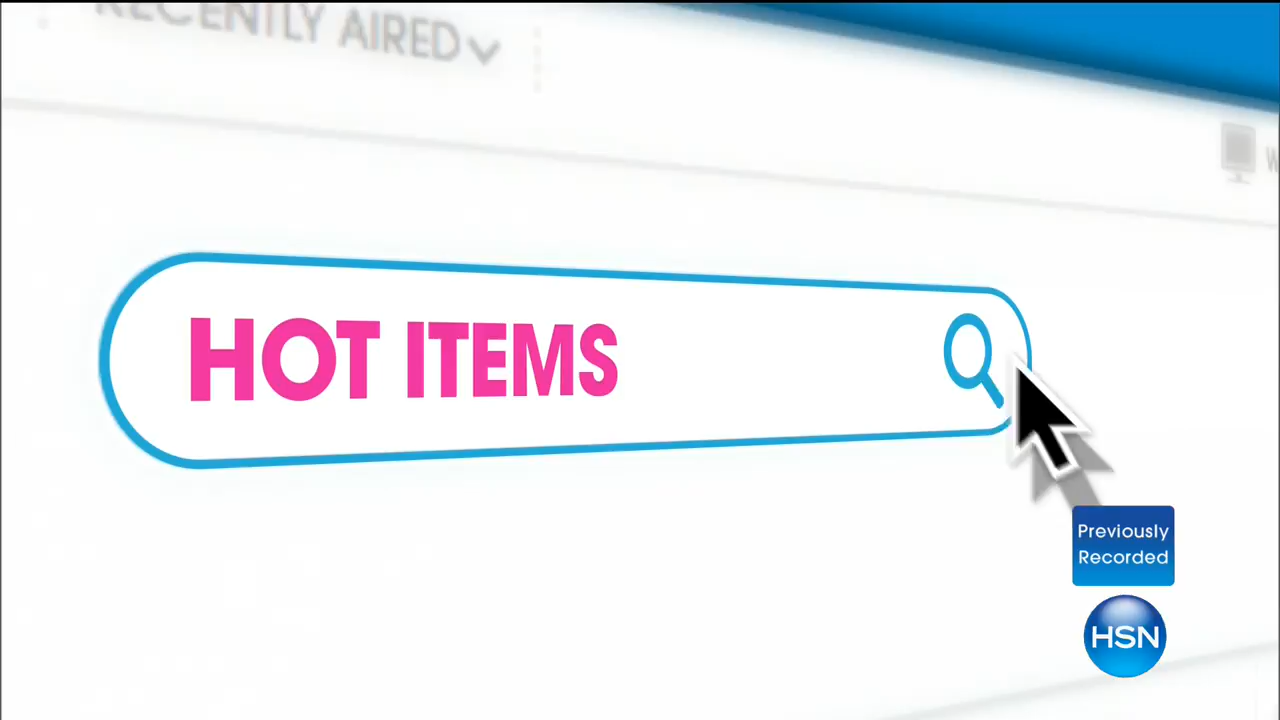 RECENTLY AIRED
HOT ITEMS
Previously
Recorded
HSN